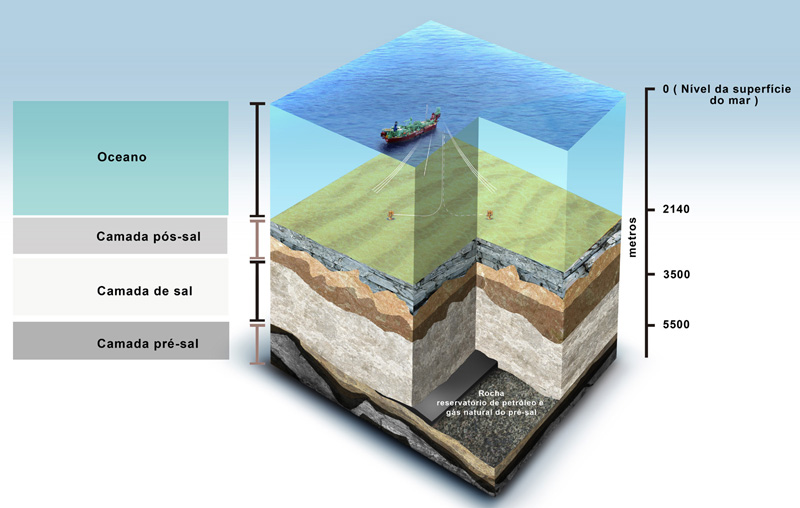 Oceano
Camada pós-sal
Camada de sal
Camada pré-sal
Rocha
reservatório de petróleo e
gás natural do pré-sal
0 ( Nível da superfície
do mar )
2140
metros
3500
5500